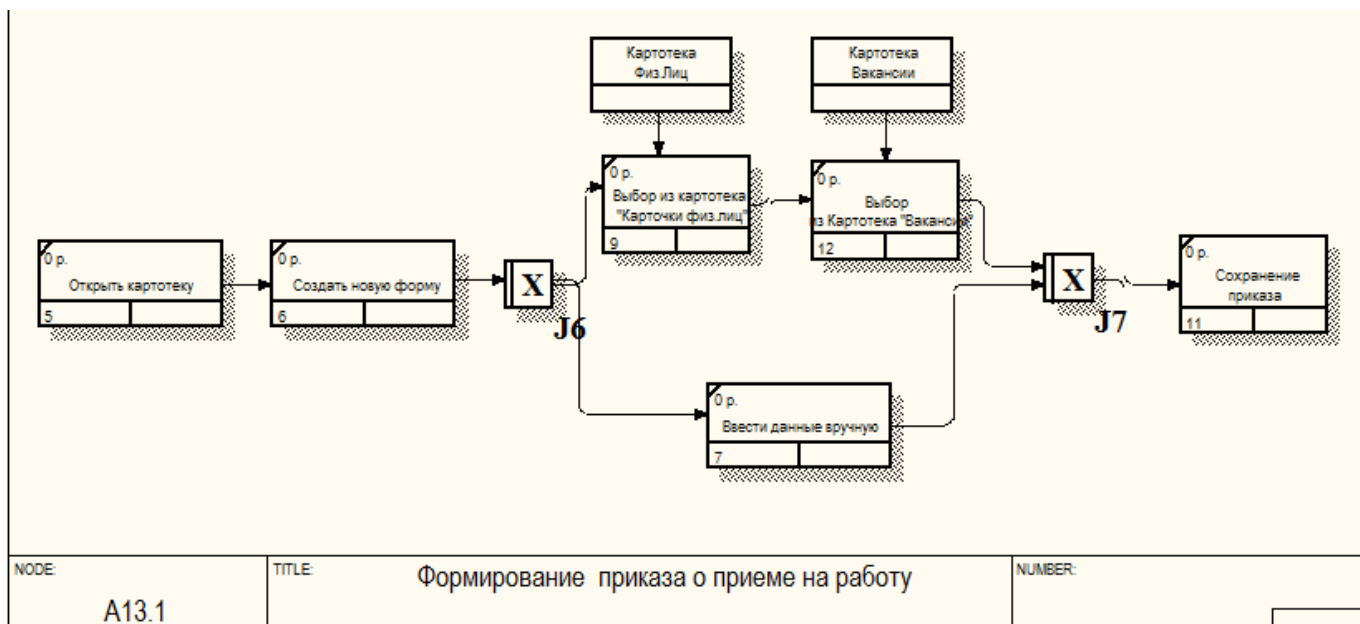 Картотека
Физ.Лиц
Картотека
Вакансии
0 р.
Выбор из картотека
"Карточки физ.лиц"
9
0 р.
Выбор
из Картотека "Вакансия"
12
0 р.
Открыть картотеку
5
0 р.
Создать новую форму
6
X
J6
X
J7
0 р.
Сохранение
приказа
11
0 р.
Ввести данные вручную
7
NODE:
A13.1
TITLE:
Формирование приказа о приеме на работу
NUMBER: